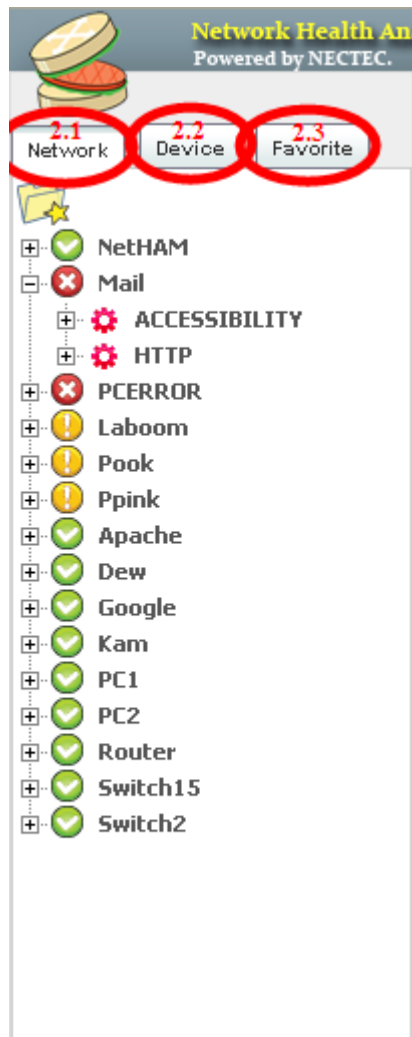 Network Health An
Powered by NECTEC.
2.1 2.2 2.3
Network Device Favorite
NetHAM
Mail
ACCESSIBILITY
HTTP
PCERROR
Laboom
Pook
Ppink
Apache
Dew
Google
Kam
PC1
PC2
Router
Switch15
Switch2